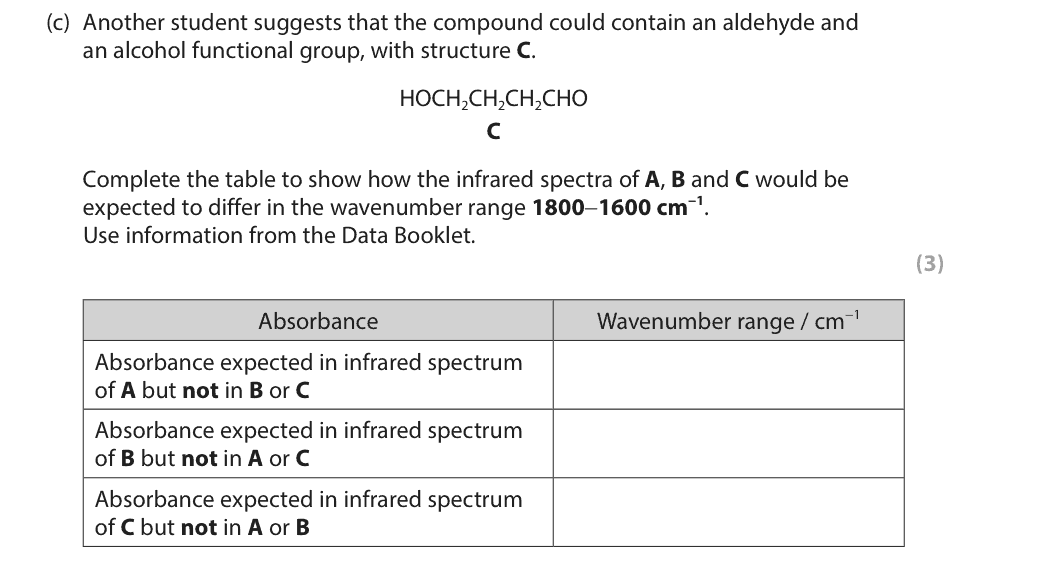 (c) Another student suggests that the compound could contain an aldehyde and
an alcohol functional group, with structure C.
HOCH₂CH₂CH₂CHO
C
Complete the table to show how the infrared spectra of A, B and C would be
expected to differ in the wavenumber range 1800–1600 cm⁻¹.
Use information from the Data Booklet.
(3)
Absorbance
Wavenumber range / cm⁻¹
Absorbance expected in infrared spectrum
of A but not in B or C
Absorbance expected in infrared spectrum
of B but not in A or C
Absorbance expected in infrared spectrum
of C but not in A or B